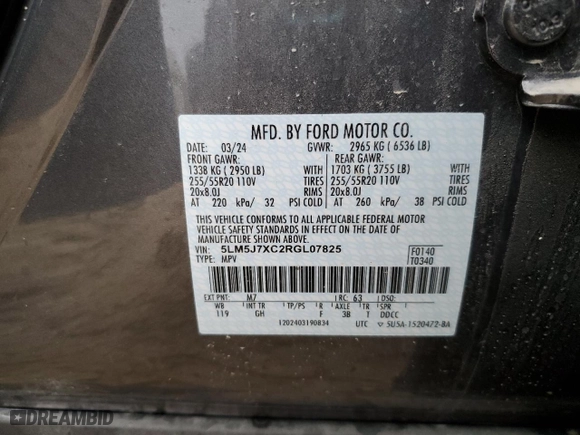 MFD. BY FORD MOTOR CO.
DATE: 03/24 GVWR: 2965 KG ( 6536 LB)
FRONT GAWR: REAR GAWR:
1338 KG ( 2950 LB) WITH 1703 KG ( 3755 LB) WITH
255/55R20 110V TIRES 255/55R20 110V TIRES
20x8.0J RIMS 20x8.0J RIMS
AT 220 kPa/ 32 PSI COLD AT 260 kPa/ 38 PSI COLD
THIS VEHICLE CONFORMS TO ALL APPLICABLE FEDERAL MOTOR
VEHICLE SAFETY STANDARDS IN EFFECT ON THE DATE OF
MANUFACTURE SHOWN ABOVE.
VIN: 5LM5J7XC2RGL07825 F0140
TYPE: MPV T0340
EXT PNT: M7 RC: 63 DSO:
WB INT TR TP/PS R AXLE TR SPR
119 GH F 3B T DDCC
1202403190834 UTC 5U5A-1520472-BA
DREAMBID